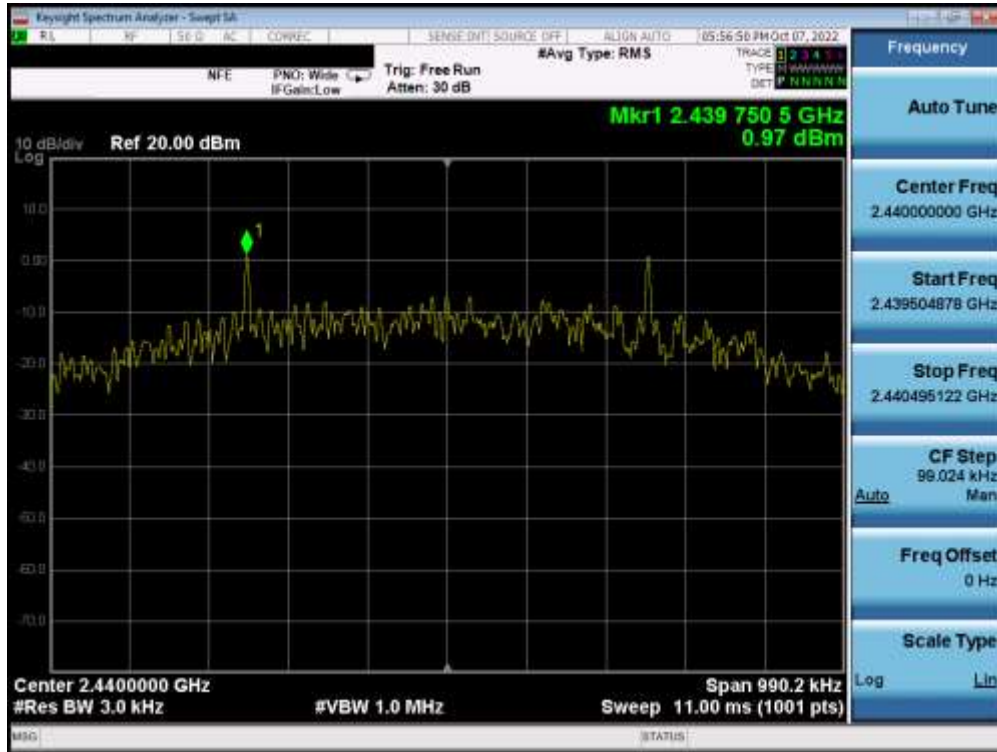 Keysight Spectrum Analyzer - Swept SA
RL RF 50 Ω AC CORREC SENSE:INT SOURCE OFF ALIGN AUTO 05:56:50 PM Oct 07, 2022
#Avg Type: RMS
TRACE 1 2 3 4 5 6
NFE PNO: Wide Trig: Free Run TYPE
IFGain:Low Atten: 30 dB DET P N N N N N
Mkr1 2.439 750 5 GHz
0.97 dBm
10 dB/div Ref 20.00 dBm
Log
1
10.0
0.00
-10.0
-20.0
-30.0
-40.0
-50.0
-60.0
-70.0
Center 2.4400000 GHz Span 990.2 kHz
#Res BW 3.0 kHz #VBW 1.0 MHz Sweep 11.00 ms (1001 pts)
MSG STATUS
Frequency
Auto Tune
Center Freq
2.440000000 GHz
Start Freq
2.439504878 GHz
Stop Freq
2.440495122 GHz
CF Step
99.024 kHz
Auto Man
Freq Offset
0 Hz
Scale Type
Log Lin